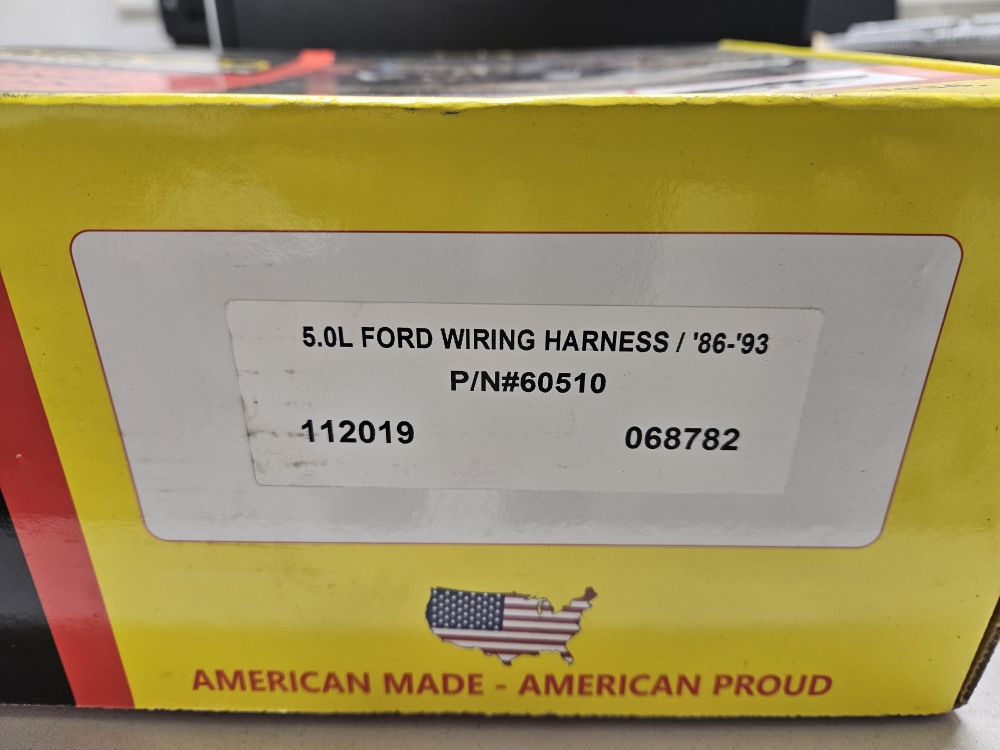 5.0L FORD WIRING HARNESS / '86-'93
P/N#60510
112019 068782
AMERICAN MADE - AMERICAN PROUD